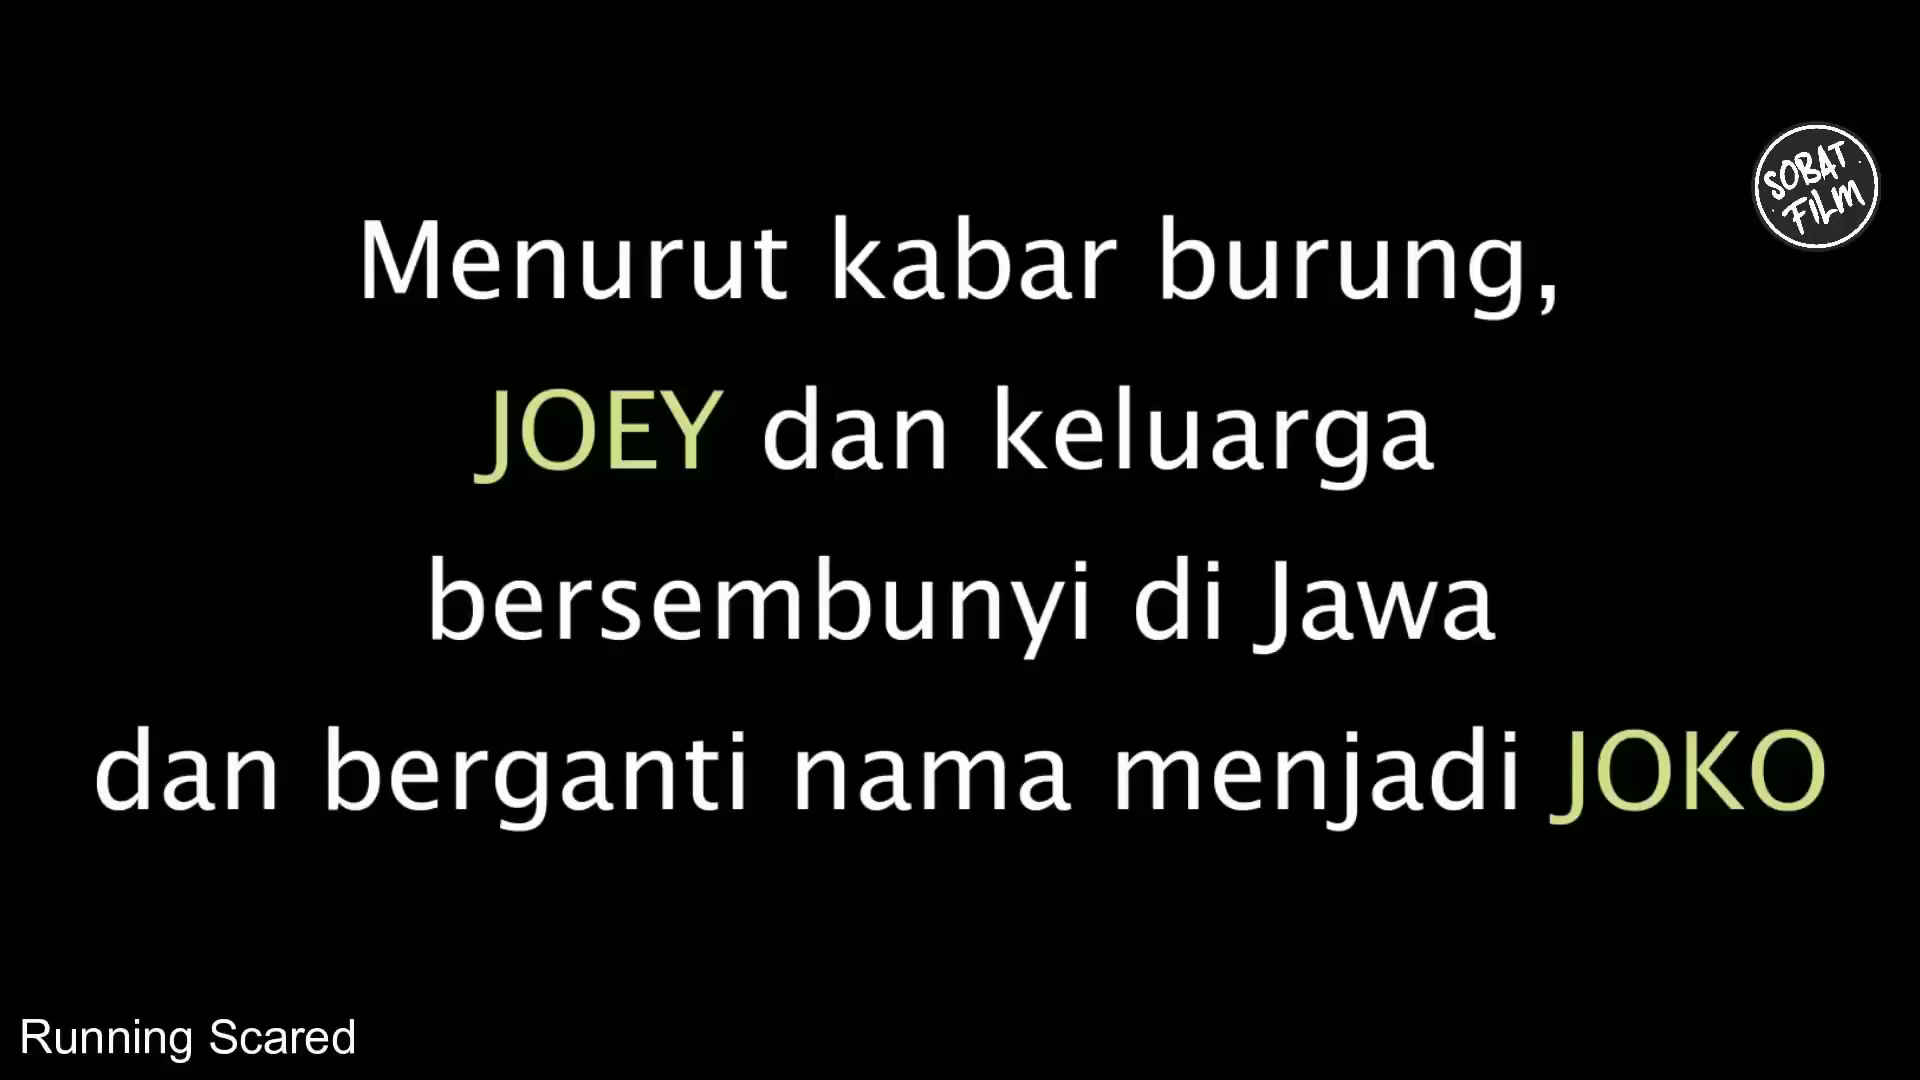 SOBAT
FILM
Menurut kabar burung,
JOEY dan keluarga
bersembunyi di Jawa
dan berganti nama menjadi JOKO
Running Scared